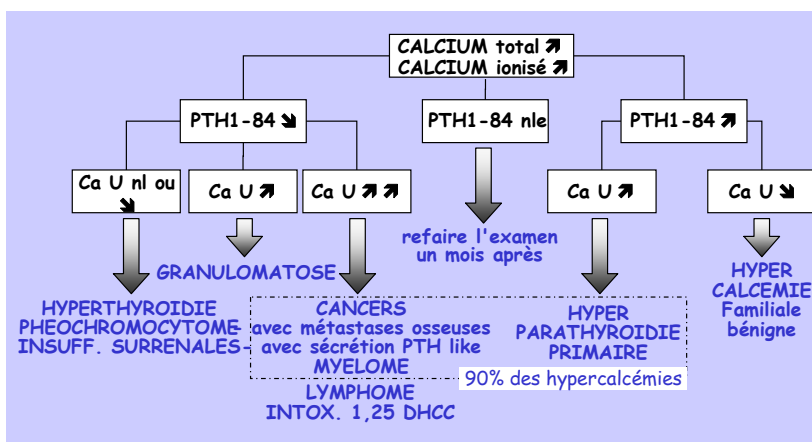 CALCIUM total ↗
CALCIUM ionisé ↗
PTH1-84 ↘
PTH1-84 nle
PTH1-84 ↗
Ca U nl ou
↘
Ca U ↗
Ca U ↗ ↗
Ca U ↗
Ca U ↘
refaire l'examen
un mois après
GRANULOMATOSE
HYPERTHYROIDIE
PHEOCHROMOCYTOME
INSUFF. SURRENALES
CANCERS
avec métastases osseuses
avec sécrétion PTH like
MYELOME
LYMPHOME
INTOX. 1,25 DHCC
HYPER
PARATHYROIDIE
PRIMAIRE
90% des hypercalcémies
HYPER
CALCEMIE
Familiale
bénigne